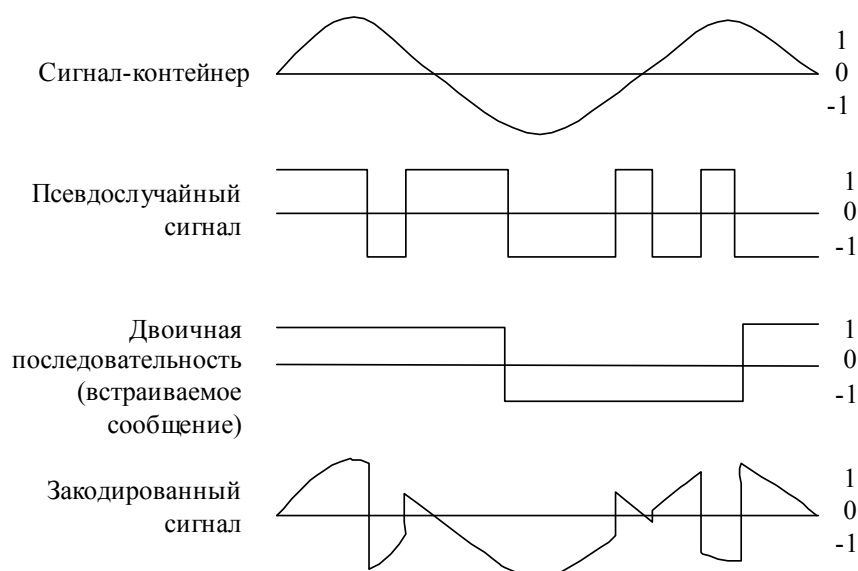 Сигнал-контейнер
1
0
-1
Псевдослучайный
сигнал
1
0
-1
Двоичная
последовательность
(встраиваемое
сообщение)
1
0
-1
Закодированный
сигнал
1
0
-1